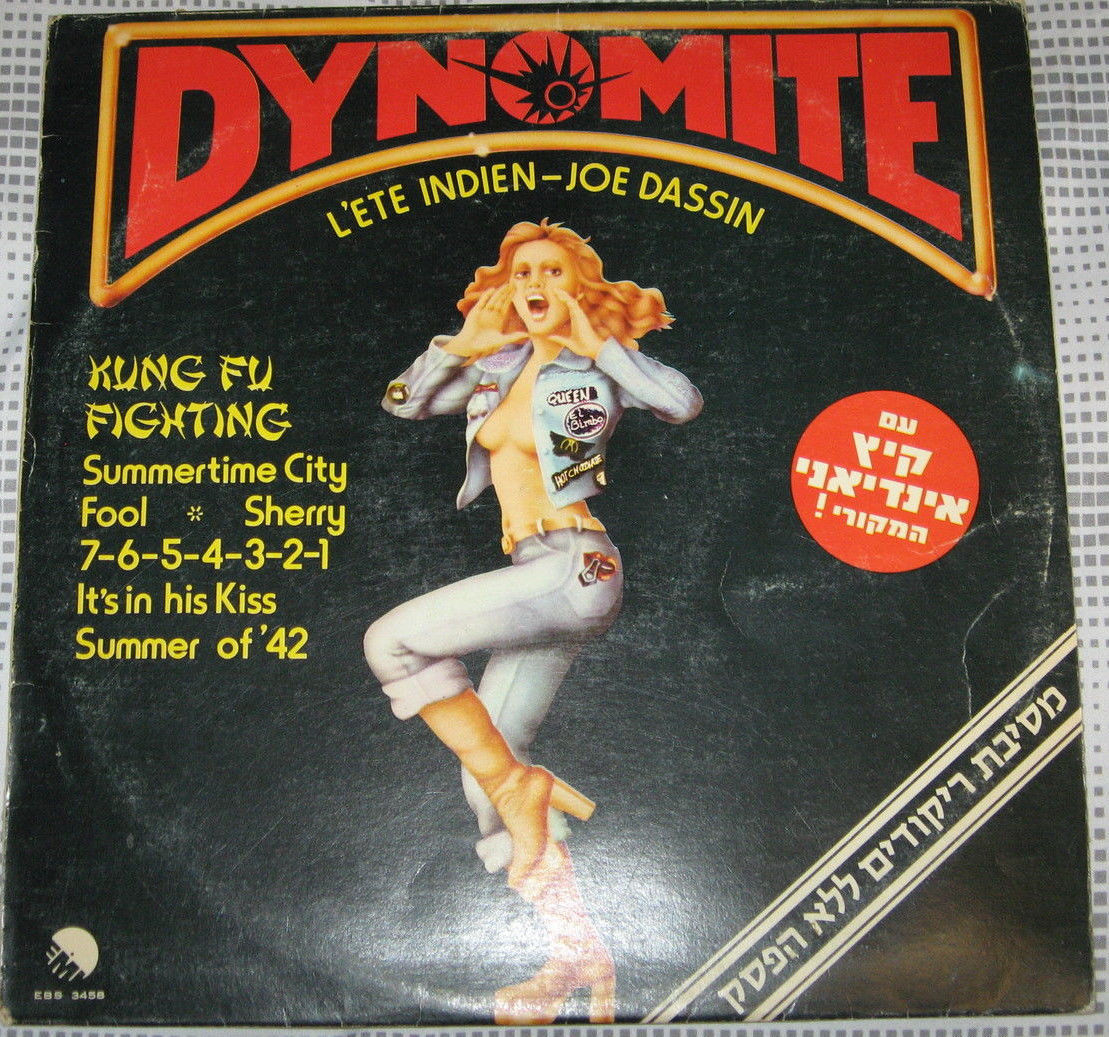 DYNOMITE
L'ETE INDIEN–JOE DASSIN
KUNG FU
FIGHTING
Summertime City
Fool * Sherry
7-6-5-4-3-2-1
It's in his Kiss
Summer of '42
QUEEN
El
Bimbo
HOT CHOCOLATE
עם
קיץ
אינדיאני
המקורי!
מסיבת ריקודים ללא הפסק
EMI
EBS 3458